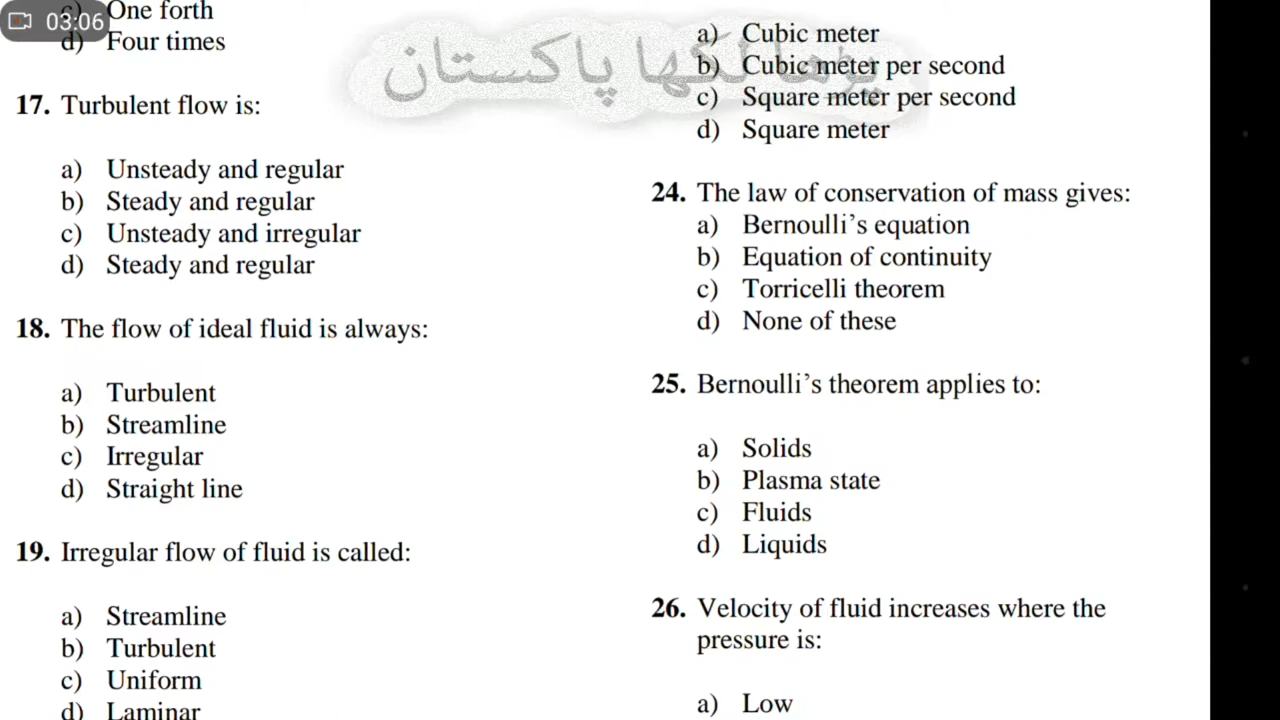 03:06
c) One forth
d) Four times
17. Turbulent flow is:
a) Unsteady and regular
b) Steady and regular
c) Unsteady and irregular
d) Steady and regular
18. The flow of ideal fluid is always:
a) Turbulent
b) Streamline
c) Irregular
d) Straight line
19. Irregular flow of fluid is called:
a) Streamline
b) Turbulent
c) Uniform
d) Laminar
پڑھا لکھا پاکستان
a) Cubic meter
b) Cubic meter per second
c) Square meter per second
d) Square meter
24. The law of conservation of mass gives:
a) Bernoulli’s equation
b) Equation of continuity
c) Torricelli theorem
d) None of these
25. Bernoulli’s theorem applies to:
a) Solids
b) Plasma state
c) Fluids
d) Liquids
26. Velocity of fluid increases where the
pressure is:
a) Low